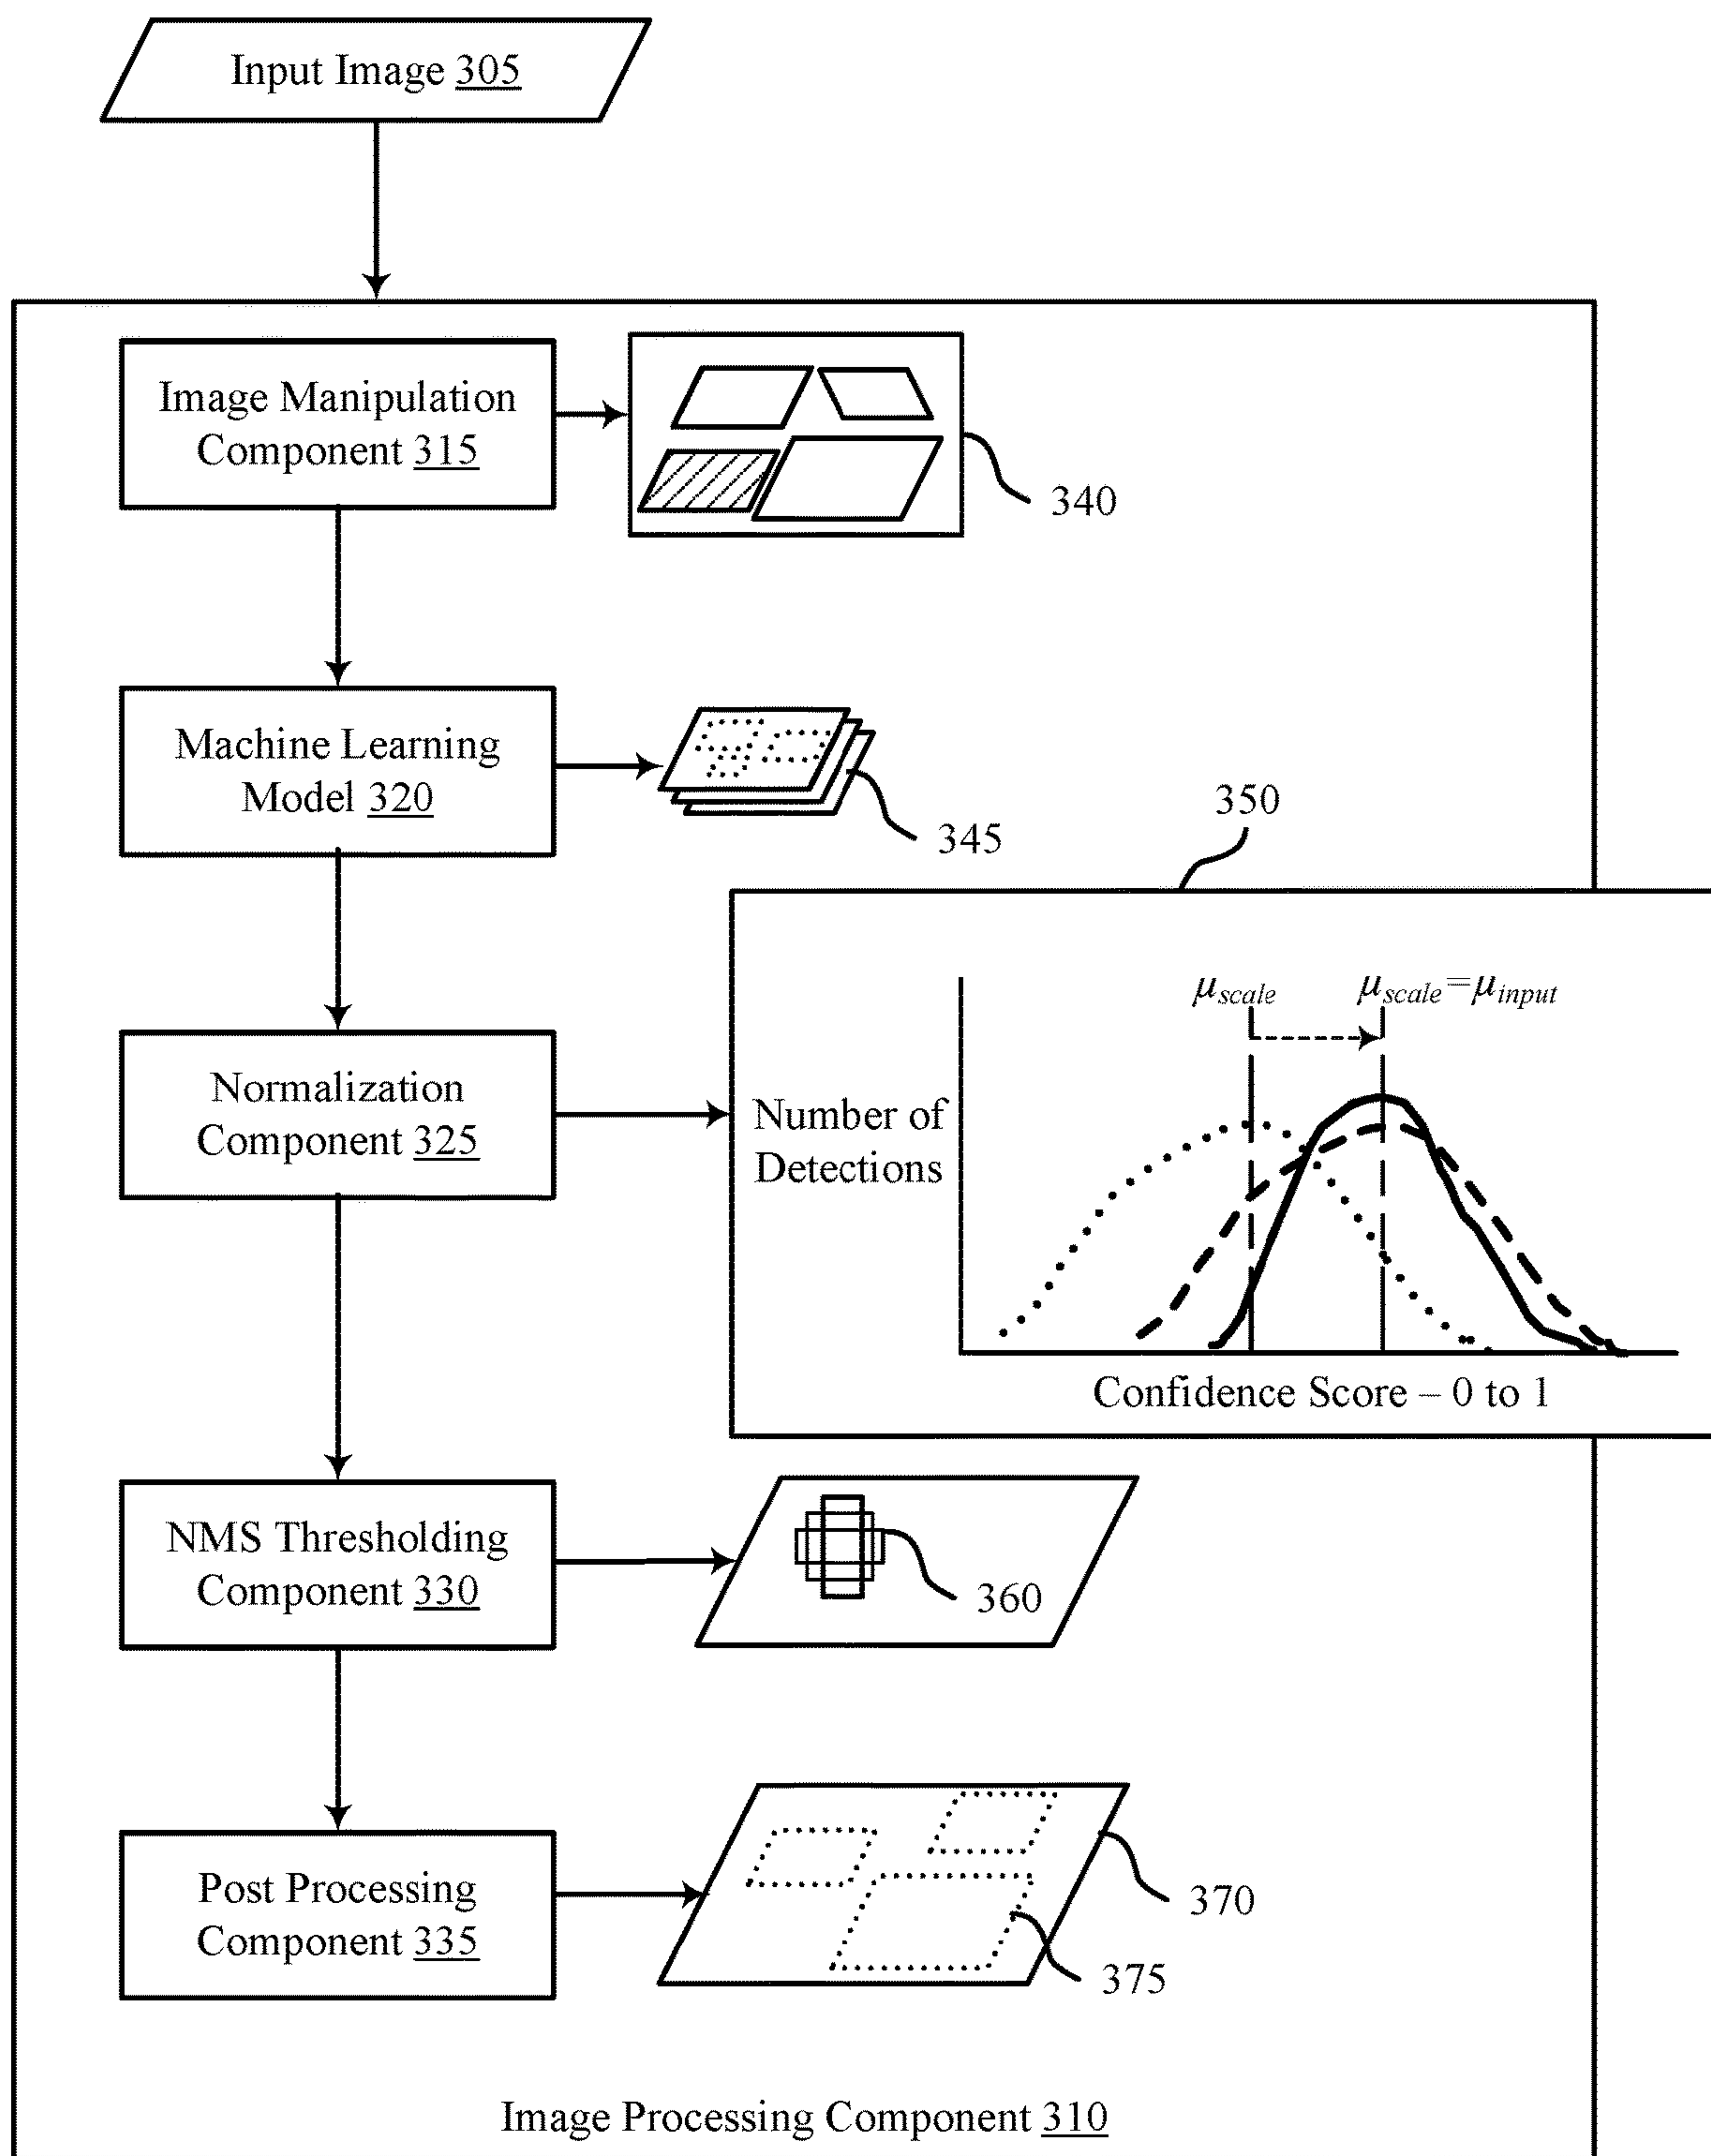 Input Image 305
Image Manipulation
Component 315
340
Machine Learning
Model 320
345
350
Normalization
Component 325
μscale
μscale=μinput
Number of
Detections
Confidence Score – 0 to 1
NMS Thresholding
Component 330
360
Post Processing
Component 335
370
375
Image Processing Component 310